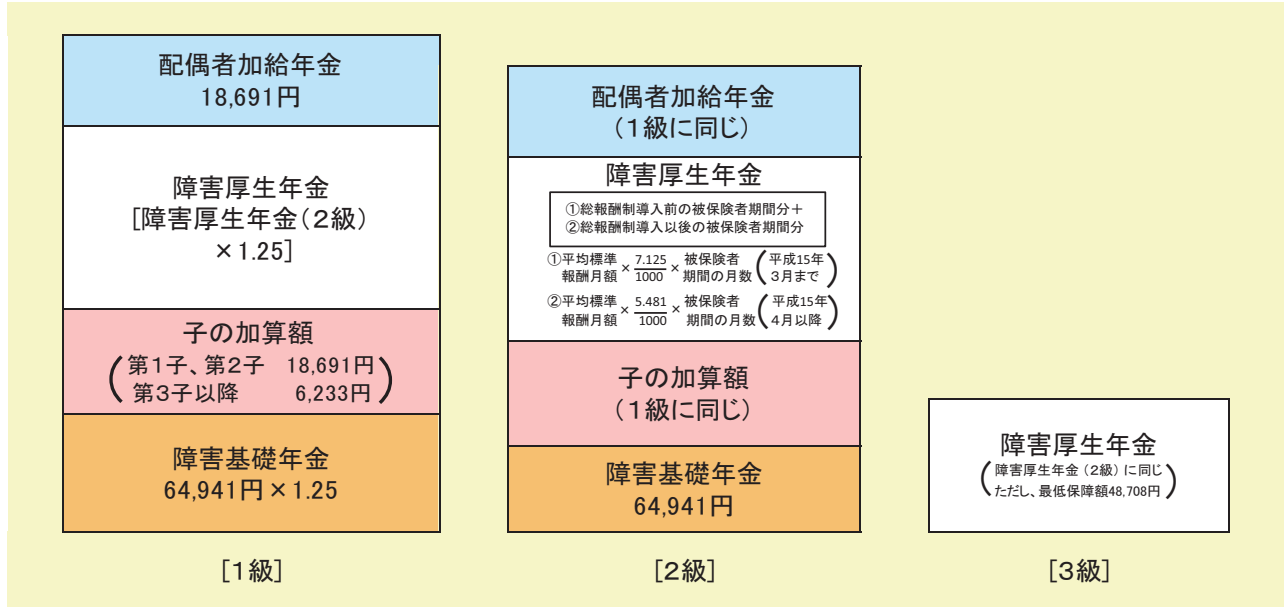 配偶者加給年金
18,691円
障害厚生年金
[障害厚生年金(2級)
×1.25]
子の加算額
(第1子、第2子 18,691円
第3子以降 6,233円)
障害基礎年金
64,941円×1.25
[1級]
配偶者加給年金
(1級に同じ)
障害厚生年金
①総報酬制導入前の被保険者期間分+
②総報酬制導入以後の被保険者期間分
①平均標準報酬月額×7.125/1000×被保険者期間の月数(平成15年3月まで)
②平均標準報酬月額×5.481/1000×被保険者期間の月数(平成15年4月以降)
子の加算額
(1級に同じ)
障害基礎年金
64,941円
[2級]
障害厚生年金
(障害厚生年金(2級)に同じ
ただし、最低保障額48,708円)
[3級]